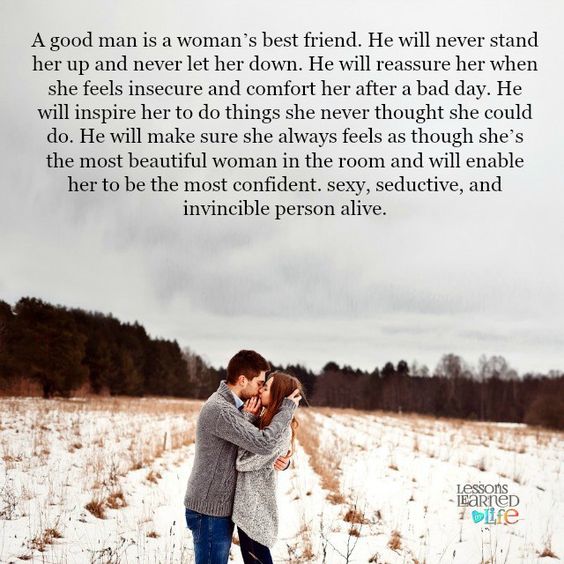 A good man is a woman's best friend. He will never stand
her up and never let her down. He will reassure her when
she feels insecure and comfort her after a bad day. He
will inspire her to do things she never thought she could
do. He will make sure she always feels as though she's
the most beautiful woman in the room and will enable
her to be the most confident. sexy, seductive, and
invincible person alive.
LESSONS
LEARNED
IN LIFE